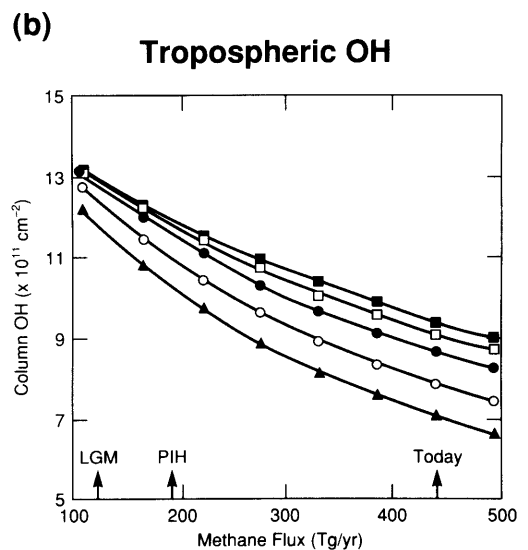 (b)
Tropospheric OH
15
13
11
9
7
5
Column OH (x 10¹¹ cm⁻²)
LGM PIH Today
100 200 300 400 500
Methane Flux (Tg/yr)